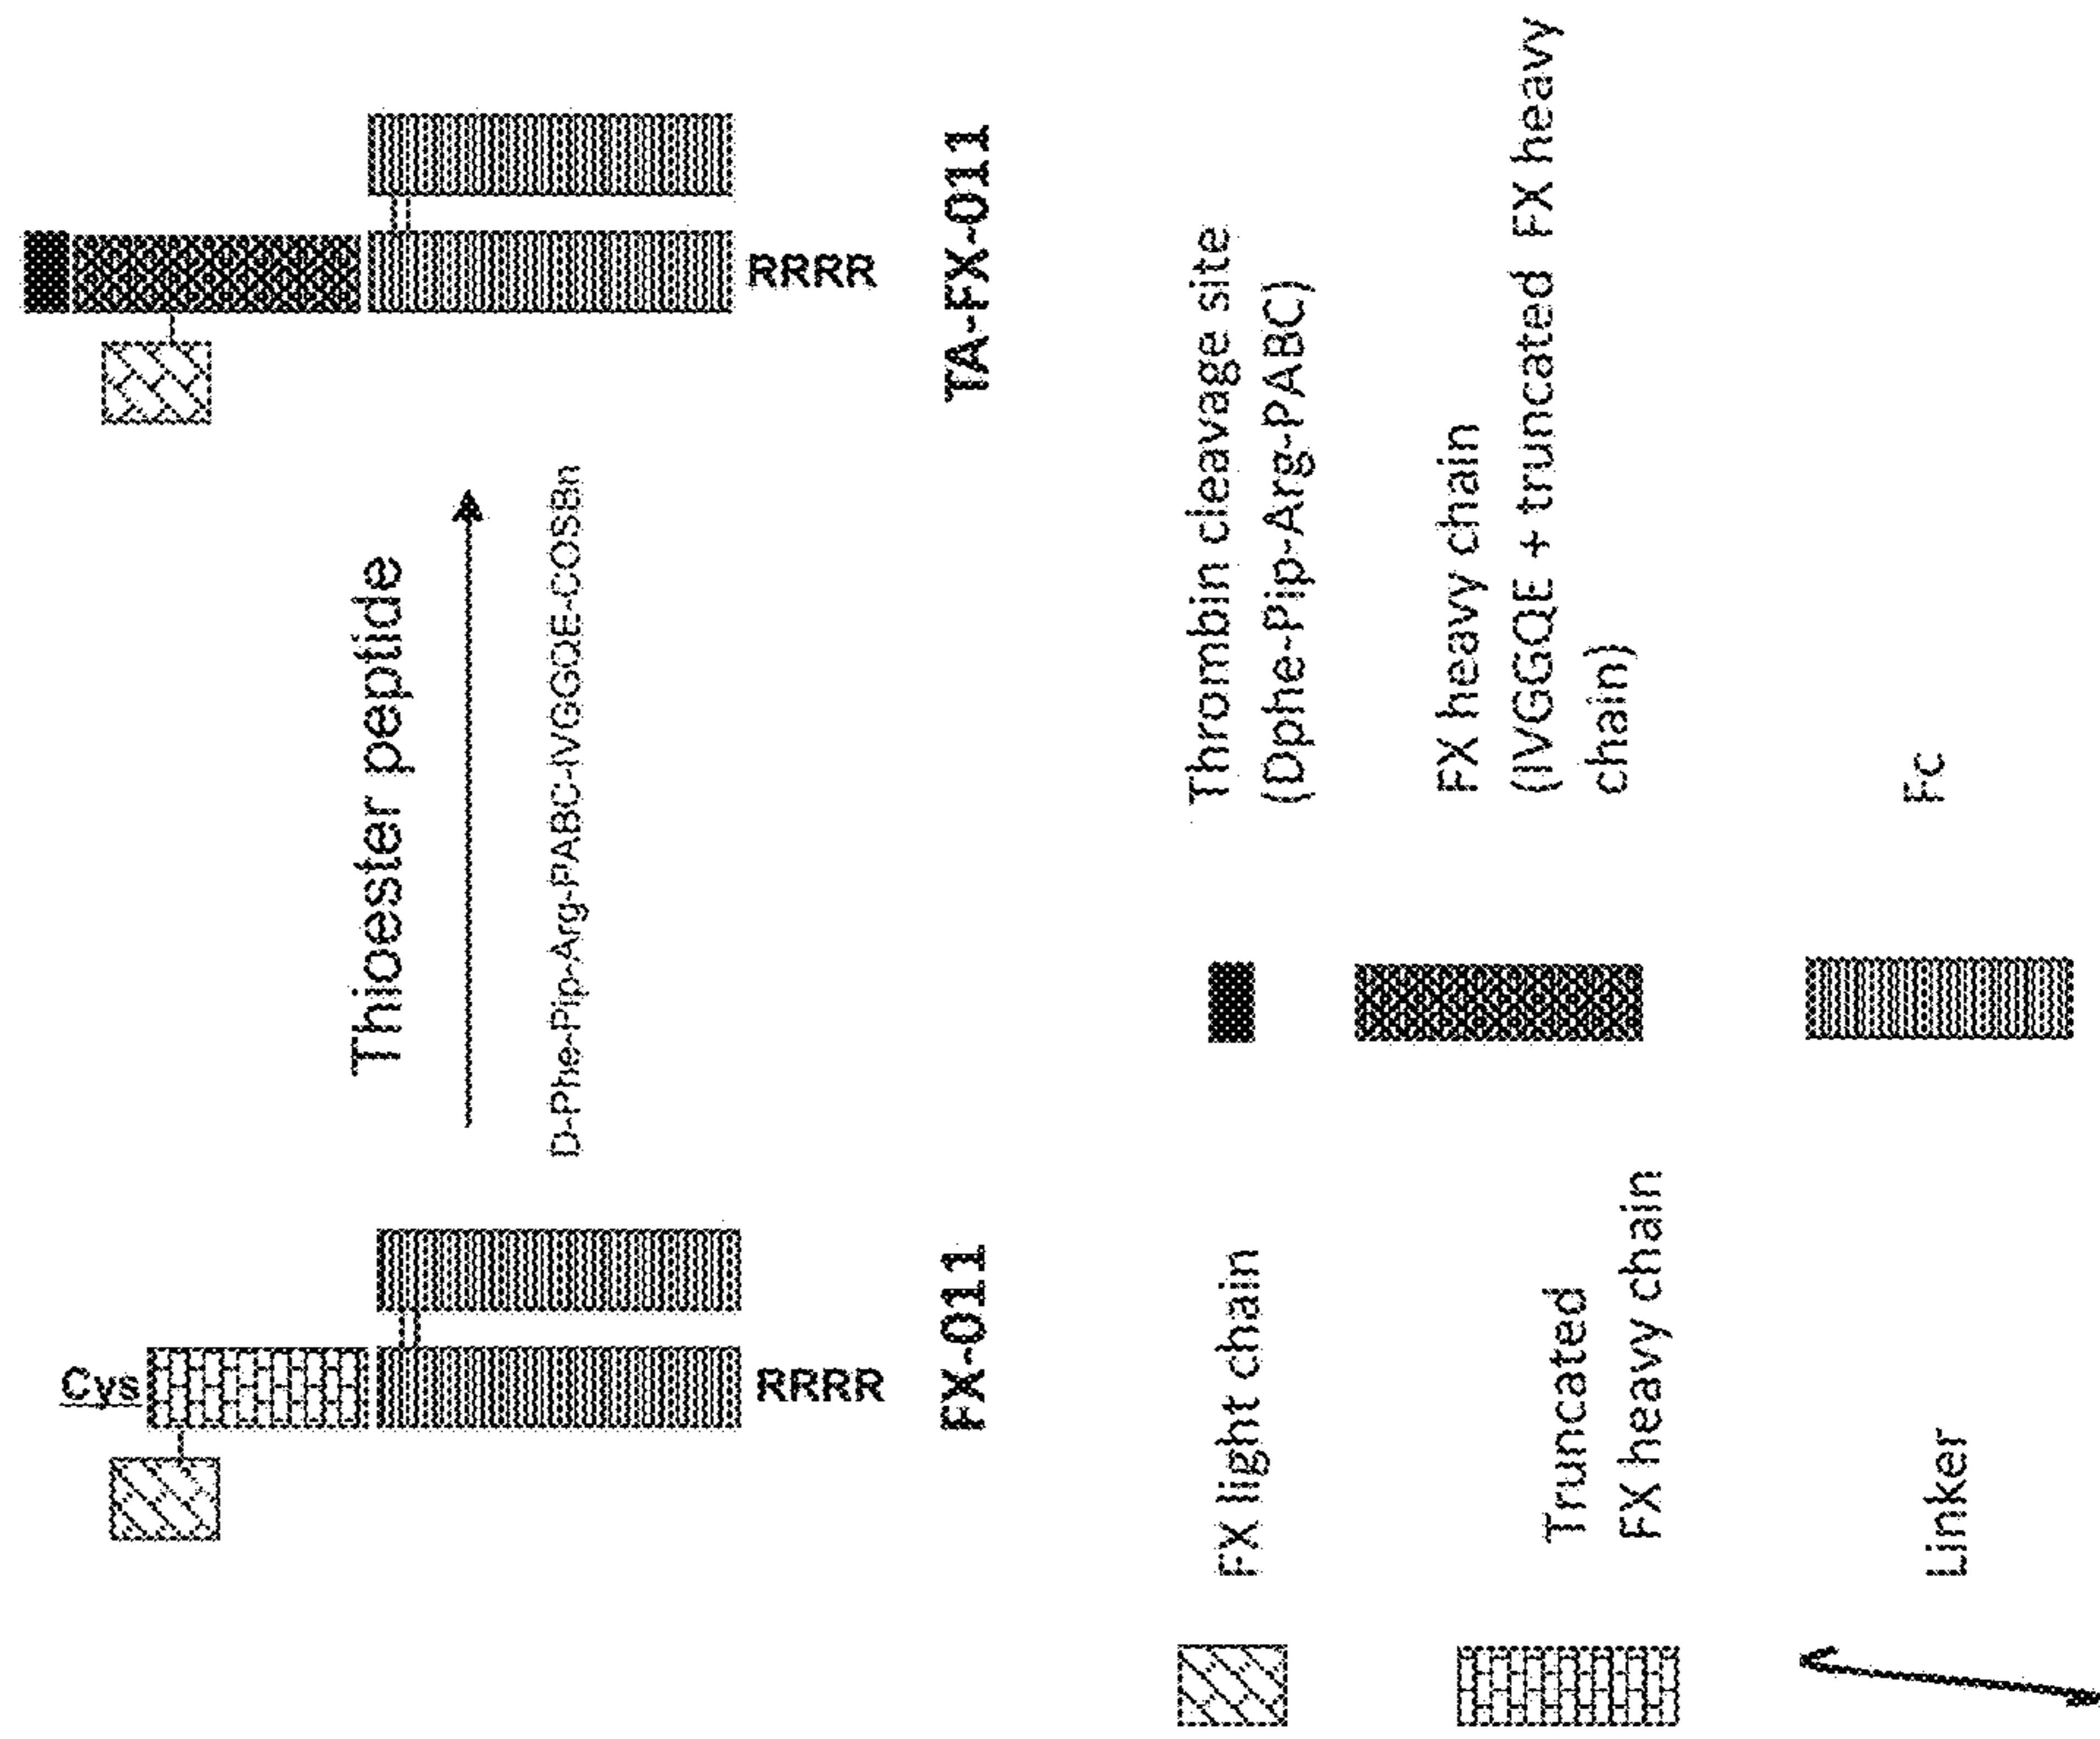 Thioester peptide
D-Phe-Pip-Arg-PABC-IVGGQE-COSBn
Cys
RRRR
FX-011
RRRR
TA-FX-011
FX light chain
Truncated
FX heavy chain
Linker
Thrombin cleavage site
(Dphe-Pip-Arg-PABC)
FX heavy chain
(IVGGQE + truncated FX heavy
chain)
Fc